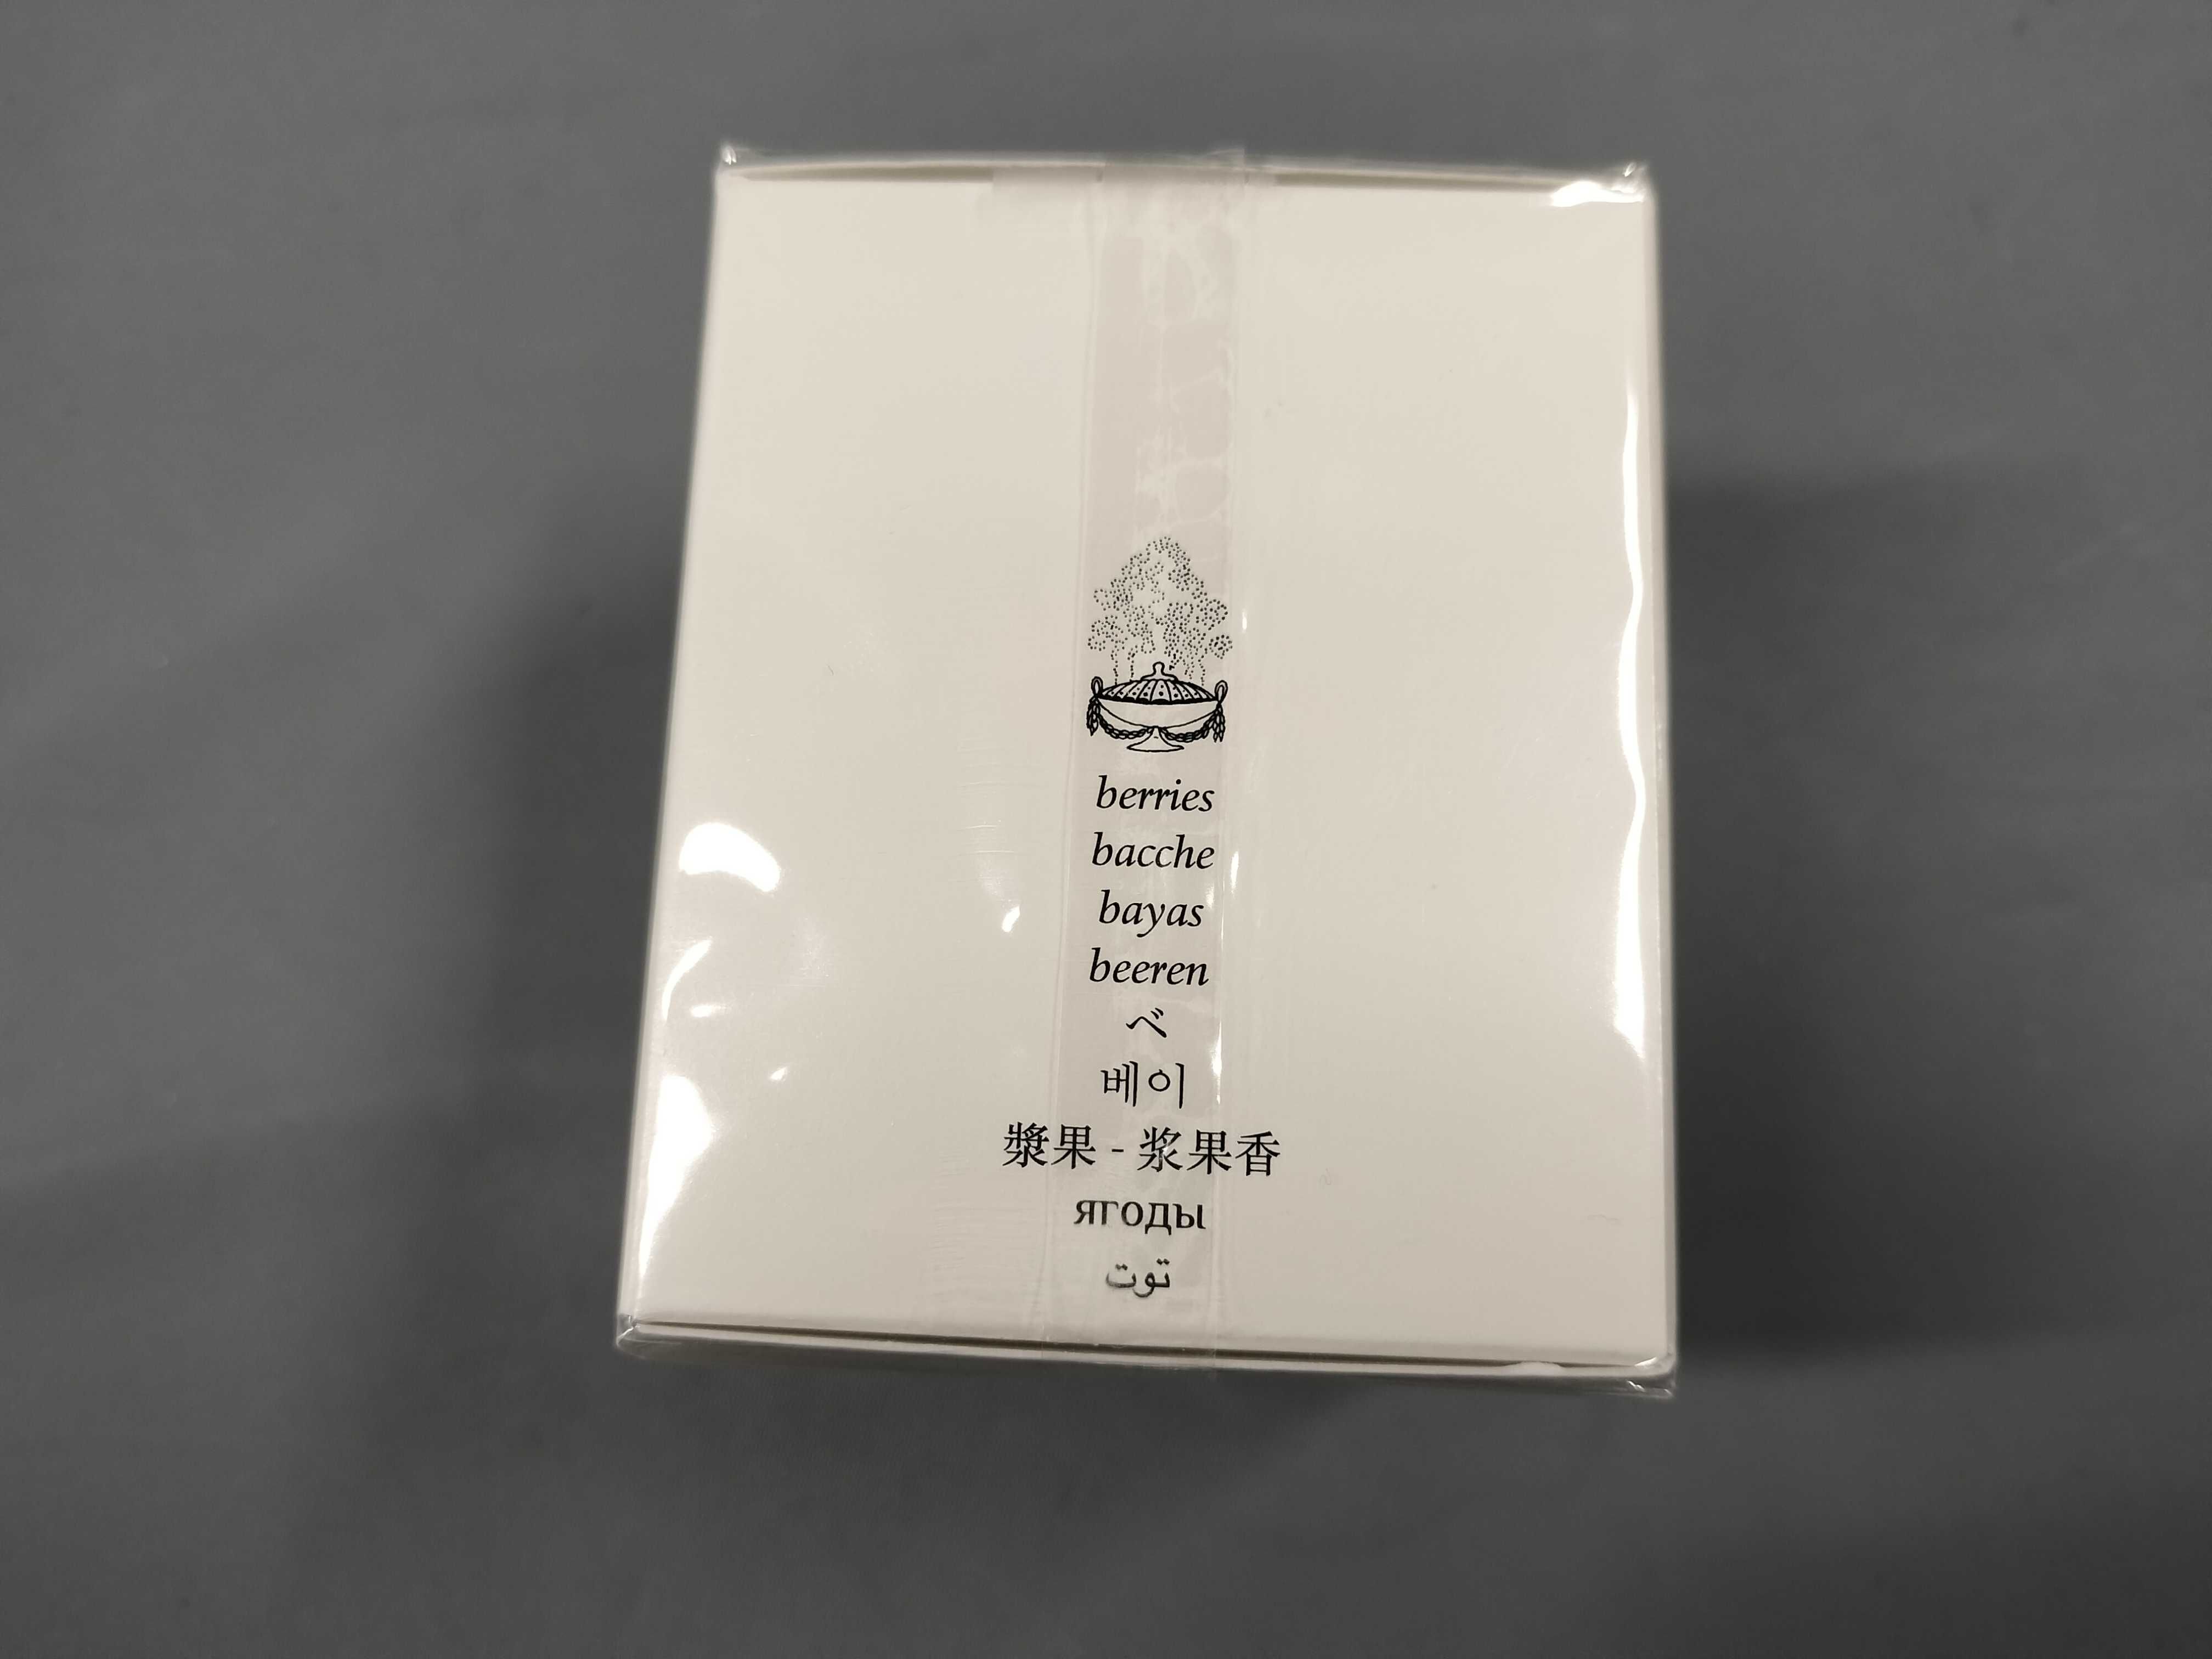 berries
bacche
bayas
beeren
ベ
베이
漿果 - 浆果香
ягоды
توت